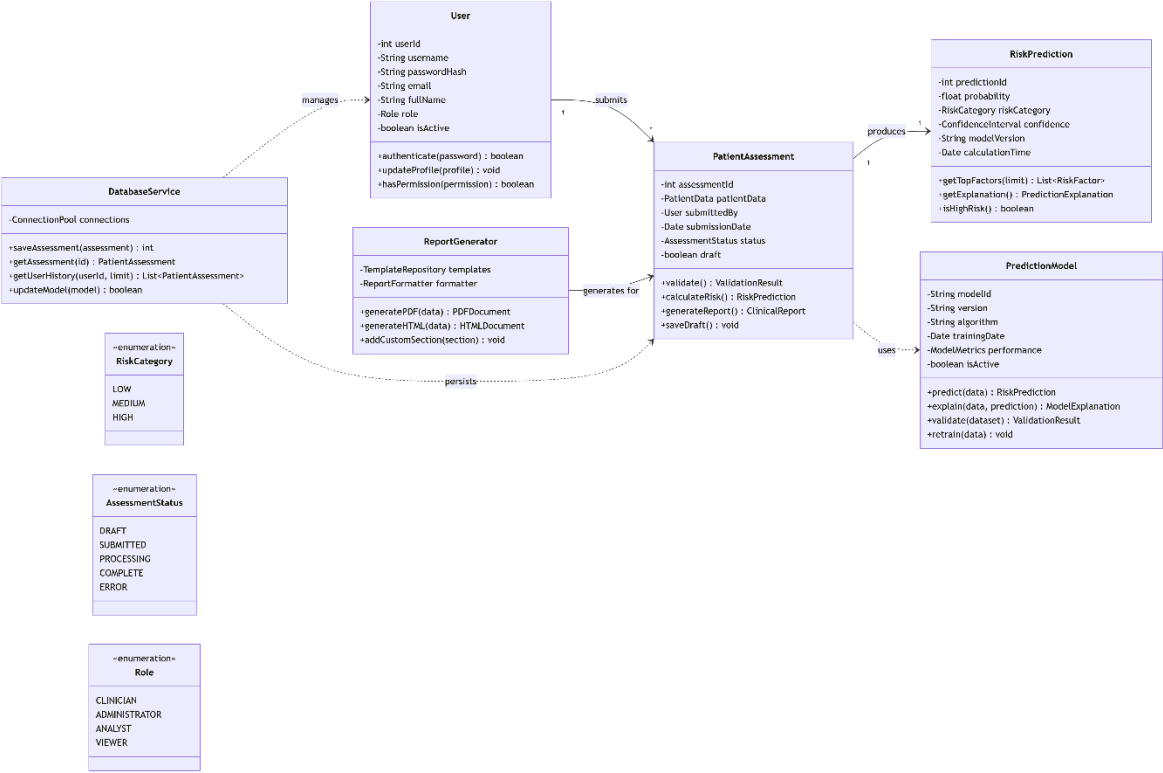 User
-int userId
-String username
-String passwordHash
-String email
-String fullName
-Role role
-boolean isActive
+authenticate(password) : boolean
+updateProfile(profile) : void
+hasPermission(permission) : boolean
manages
submits
1
*
RiskPrediction
-int predictionId
-float probability
-RiskCategory riskCategory
-ConfidenceInterval confidence
-String modelVersion
-Date calculationTime
+getTopFactors(limit) : List<RiskFactor>
+getExplanation() : PredictionExplanation
+isHighRisk() : boolean
produces
1
1
PatientAssessment
-int assessmentId
-PatientData patientData
-User submittedBy
-Date submissionDate
-AssessmentStatus status
-boolean draft
+validate() : ValidationResult
+calculateRisk() : RiskPrediction
+generateReport() : ClinicalReport
+saveDraft() : void
DatabaseService
-ConnectionPool connections
+saveAssessment(assessment) : int
+getAssessment(id) : PatientAssessment
+getUserHistory(userId, limit) : List<PatientAssessment>
+updateModel(model) : boolean
ReportGenerator
-TemplateRepository templates
-ReportFormatter formatter
+generatePDF(data) : PDFDocument
+generateHTML(data) : HTMLDocument
+addCustomSection(section) : void
generates for
PredictionModel
-String modelId
-String version
-String algorithm
-Date trainingDate
-ModelMetrics performance
-boolean isActive
+predict(data) : RiskPrediction
+explain(data, prediction) : ModelExplanation
+validate(dataset) : ValidationResult
+retrain(data) : void
uses
persists
«enumeration»
RiskCategory
LOW
MEDIUM
HIGH
«enumeration»
AssessmentStatus
DRAFT
SUBMITTED
PROCESSING
COMPLETE
ERROR
«enumeration»
Role
CLINICIAN
ADMINISTRATOR
ANALYST
VIEWER